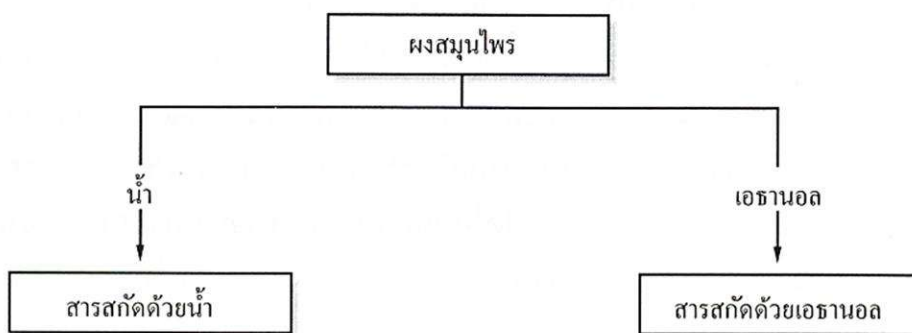 ผงสมุนไพร
น้ำ
เอธานอล
สารสกัดด้วยน้ำ
สารสกัดด้วยเอธานอล